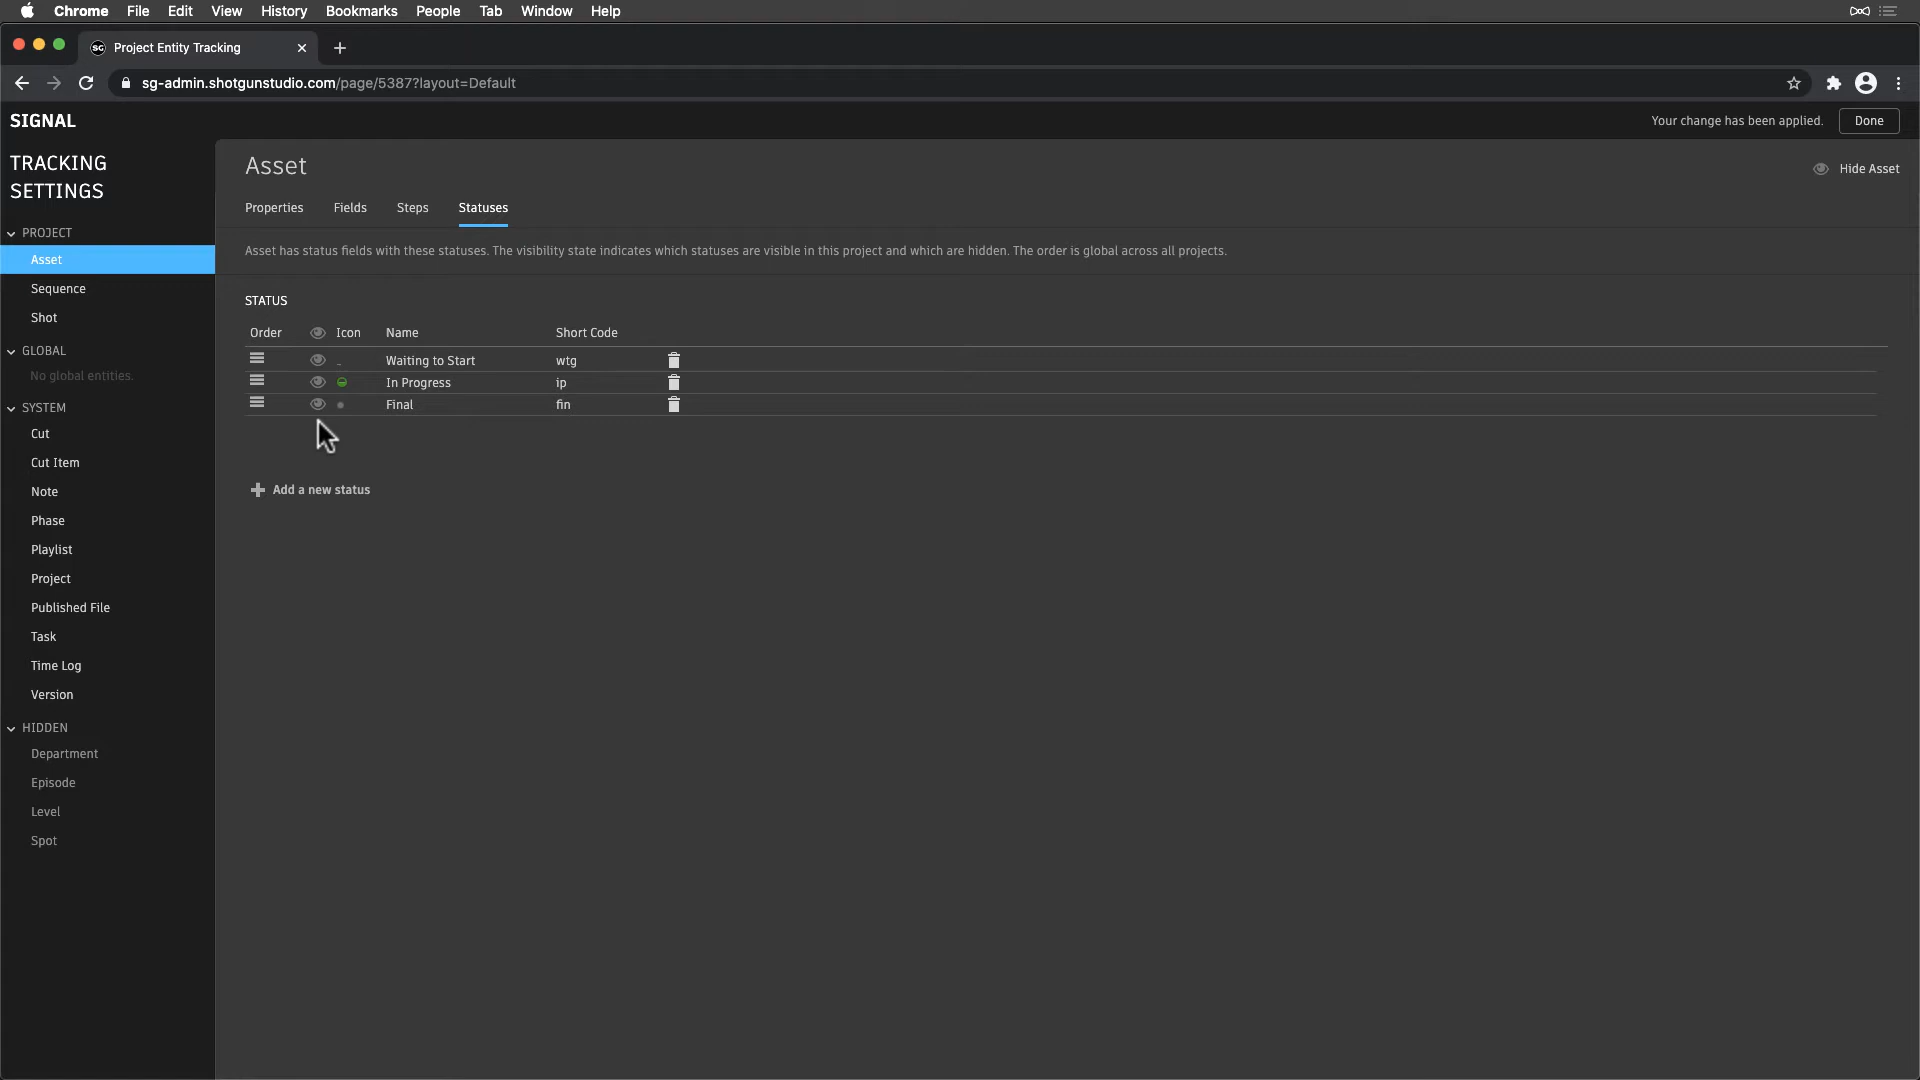 Chrome File Edit View History Bookmarks People Tab Window Help
SG Project Entity Tracking
sg-admin.shotgunstudio.com/page/5387?layout=Default
SIGNAL
Your change has been applied.
Done
TRACKING
SETTINGS
PROJECT
Asset
Sequence
Shot
GLOBAL
No global entities.
SYSTEM
Cut
Cut Item
Note
Phase
Playlist
Project
Published File
Task
Time Log
Version
HIDDEN
Department
Episode
Level
Spot
Asset
Hide Asset
Properties Fields Steps Statuses
Asset has status fields with these statuses. The visibility state indicates which statuses are visible in this project and which are hidden. The order is global across all projects.
STATUS
Order Icon Name Short Code
Waiting to Start wtg
In Progress ip
Final fin
Add a new status